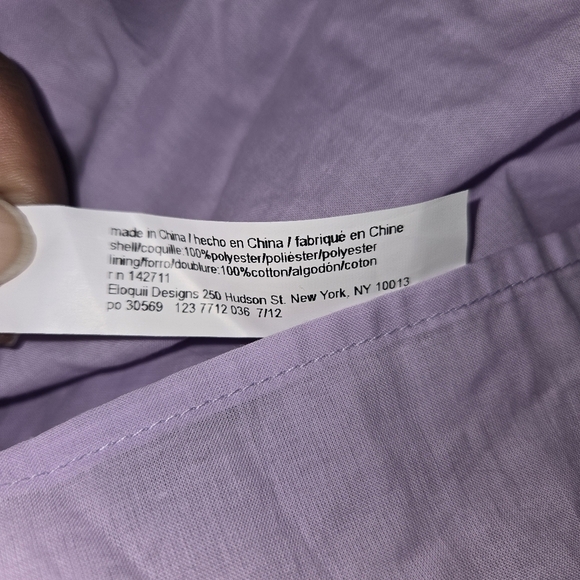 made in China / hecho en China / fabriqué en Chine
shell/coquille:100%polyester/poliéster/polyester
lining/forro/doublure:100%cotton/algodón/coton
rn 142711
Eloquii Designs 250 Hudson St. New York, NY 10013
po 30569 123 7712 036 7/12